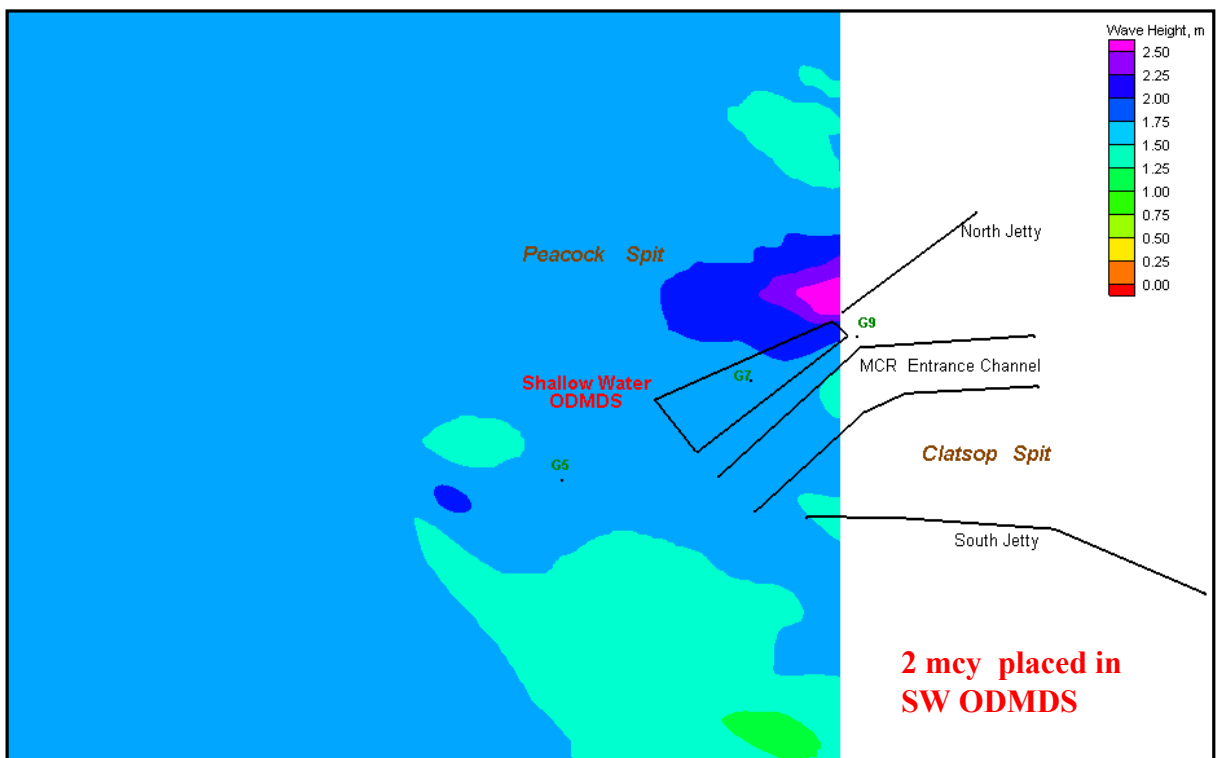 Wave Height, m
2.50
2.25
2.00
1.75
1.50
1.25
1.00
0.75
0.50
0.25
0.00
North Jetty
Peacock Spit
G9
MCR Entrance Channel
G7
Shallow Water
ODMDS
Clatsop Spit
G5
South Jetty
2 mcy placed in
SW ODMDS